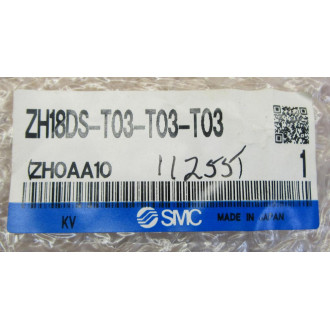 ZH18DS-T03-T03-T03
(ZH0AA10 11255 1
KV SMC MADE IN JAPAN